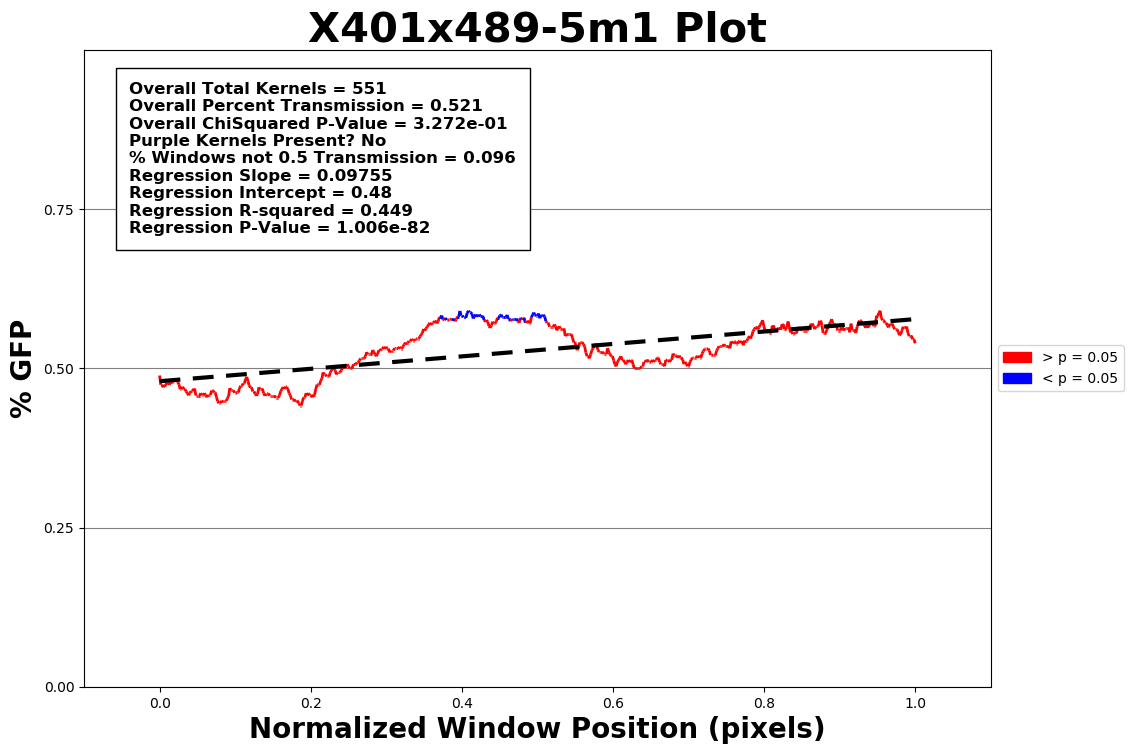 X401x489-5m1 Plot
Overall Total Kernels = 551
Overall Percent Transmission = 0.521
Overall ChiSquared P-Value = 3.272e-01
Purple Kernels Present? No
% Windows not 0.5 Transmission = 0.096
Regression Slope = 0.09755
Regression Intercept = 0.48
Regression R-squared = 0.449
Regression P-Value = 1.006e-82
0.75
0.50
0.25
0.00
% GFP
> p = 0.05
< p = 0.05
0.0 0.2 0.4 0.6 0.8 1.0
Normalized Window Position (pixels)